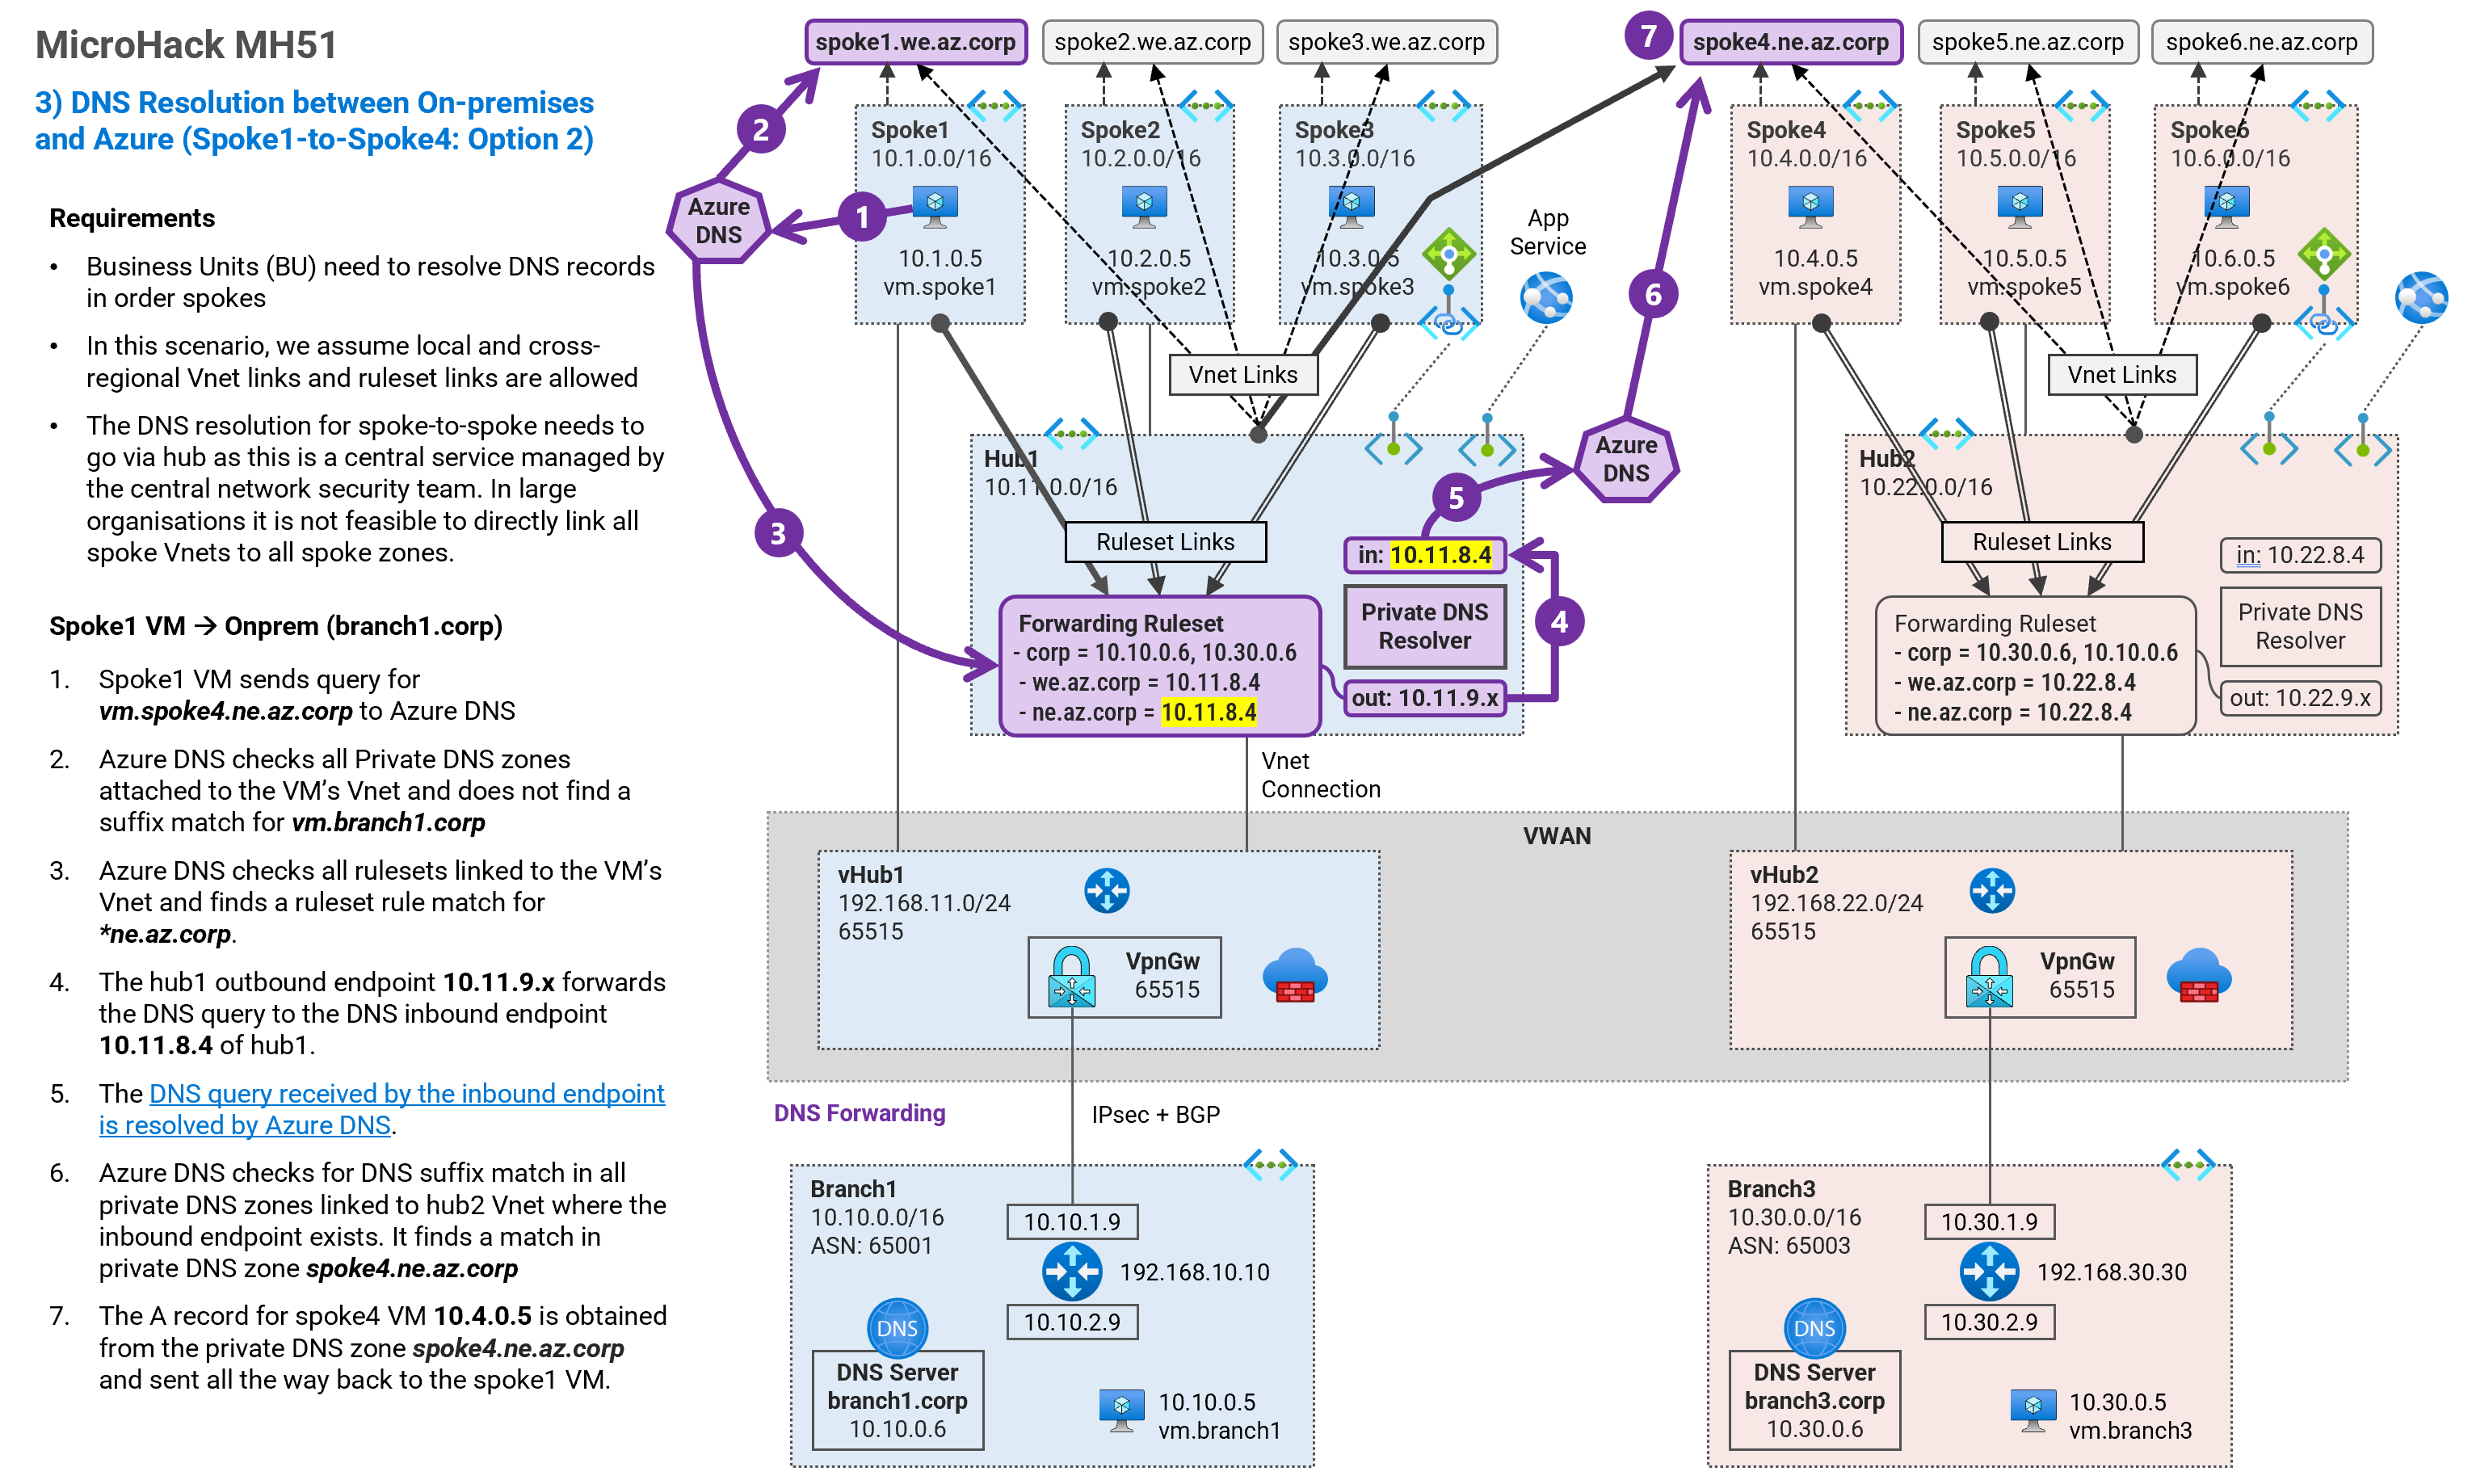 MicroHack MH51
3) DNS Resolution between On-premises
and Azure (Spoke1-to-Spoke4: Option 2)
Requirements
• Business Units (BU) need to resolve DNS records
in order spokes
• In this scenario, we assume local and cross-
regional Vnet links and ruleset links are allowed
• The DNS resolution for spoke-to-spoke needs to
go via hub as this is a central service managed by
the central network security team. In large
organisations it is not feasible to directly link all
spoke Vnets to all spoke zones.
Spoke1 VM → Onprem (branch1.corp)
1. Spoke1 VM sends query for
vm.spoke4.ne.az.corp to Azure DNS
2. Azure DNS checks all Private DNS zones
attached to the VM’s Vnet and does not find a
suffix match for vm.branch1.corp
3. Azure DNS checks all rulesets linked to the VM’s
Vnet and finds a ruleset rule match for
*ne.az.corp.
4. The hub1 outbound endpoint 10.11.9.x forwards
the DNS query to the DNS inbound endpoint
10.11.8.4 of hub1.
5. The DNS query received by the inbound endpoint
is resolved by Azure DNS.
6. Azure DNS checks for DNS suffix match in all
private DNS zones linked to hub2 Vnet where the
inbound endpoint exists. It finds a match in
private DNS zone spoke4.ne.az.corp
7. The A record for spoke4 VM 10.4.0.5 is obtained
from the private DNS zone spoke4.ne.az.corp
and sent all the way back to the spoke1 VM.
spoke1.we.az.corp
spoke2.we.az.corp
spoke3.we.az.corp
7
spoke4.ne.az.corp
spoke5.ne.az.corp
spoke6.ne.az.corp
2
Azure
DNS
1
3
Spoke1
10.1.0.0/16
10.1.0.5
vm.spoke1
Spoke2
10.2.0.0/16
10.2.0.5
vm.spoke2
Spoke3
10.3.0.0/16
10.3.0.5
vm.spoke3
App
Service
6
Spoke4
10.4.0.0/16
10.4.0.5
vm.spoke4
Spoke5
10.5.0.0/16
10.5.0.5
vm.spoke5
Spoke6
10.6.0.0/16
10.6.0.5
vm.spoke6
Vnet Links
Vnet Links
Hub1
10.11.0.0/16
Ruleset Links
5
Azure
DNS
in: 10.11.8.4
Private DNS
Resolver
4
out: 10.11.9.x
Forwarding Ruleset
- corp = 10.10.0.6, 10.30.0.6
- we.az.corp = 10.11.8.4
- ne.az.corp = 10.11.8.4
Hub2
10.22.0.0/16
Ruleset Links
in: 10.22.8.4
Private DNS
Resolver
out: 10.22.9.x
Forwarding Ruleset
- corp = 10.30.0.6, 10.10.0.6
- we.az.corp = 10.22.8.4
- ne.az.corp = 10.22.8.4
Vnet
Connection
VWAN
vHub1
192.168.11.0/24
65515
VpnGw
65515
vHub2
192.168.22.0/24
65515
VpnGw
65515
DNS Forwarding
IPsec + BGP
Branch1
10.10.0.0/16
ASN: 65001
10.10.1.9
192.168.10.10
10.10.2.9
DNS
DNS Server
branch1.corp
10.10.0.6
10.10.0.5
vm.branch1
Branch3
10.30.0.0/16
ASN: 65003
10.30.1.9
192.168.30.30
10.30.2.9
DNS
DNS Server
branch3.corp
10.30.0.6
10.30.0.5
vm.branch3